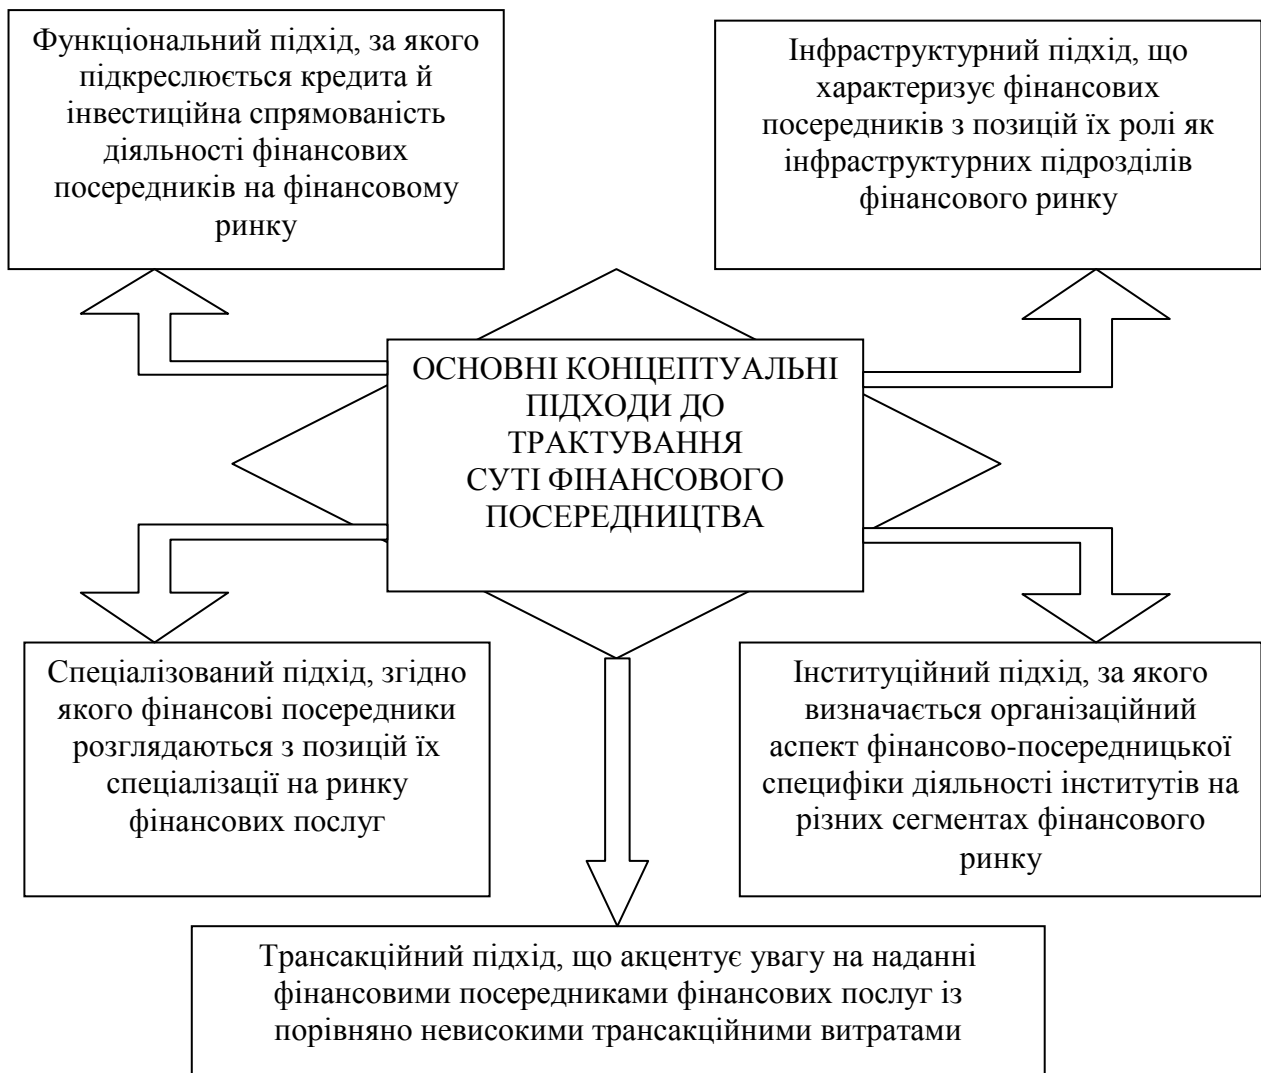 Функціональний підхід, за якого
підкреслюється кредита й
інвестиційна спрямованість
діяльності фінансових
посередників на фінансовому
ринку
Інфраструктурний підхід, що
характеризує фінансових
посередників з позицій їх ролі як
інфраструктурних підрозділів
фінансового ринку
ОСНОВНІ КОНЦЕПТУАЛЬНІ
ПІДХОДИ ДО
ТРАКТУВАННЯ
СУТІ ФІНАНСОВОГО
ПОСЕРЕДНИЦТВА
Спеціалізований підхід, згідно
якого фінансові посередники
розглядаються з позицій їх
спеціалізації на ринку
фінансових послуг
Інституційний підхід, за якого
визначається організаційний
аспект фінансово-посередницької
специфіки діяльності інститутів на
різних сегментах фінансового
ринку
Трансакційний підхід, що акцентує увагу на наданні
фінансовими посередниками фінансових послуг із
порівняно невисокими трансакційними витратами